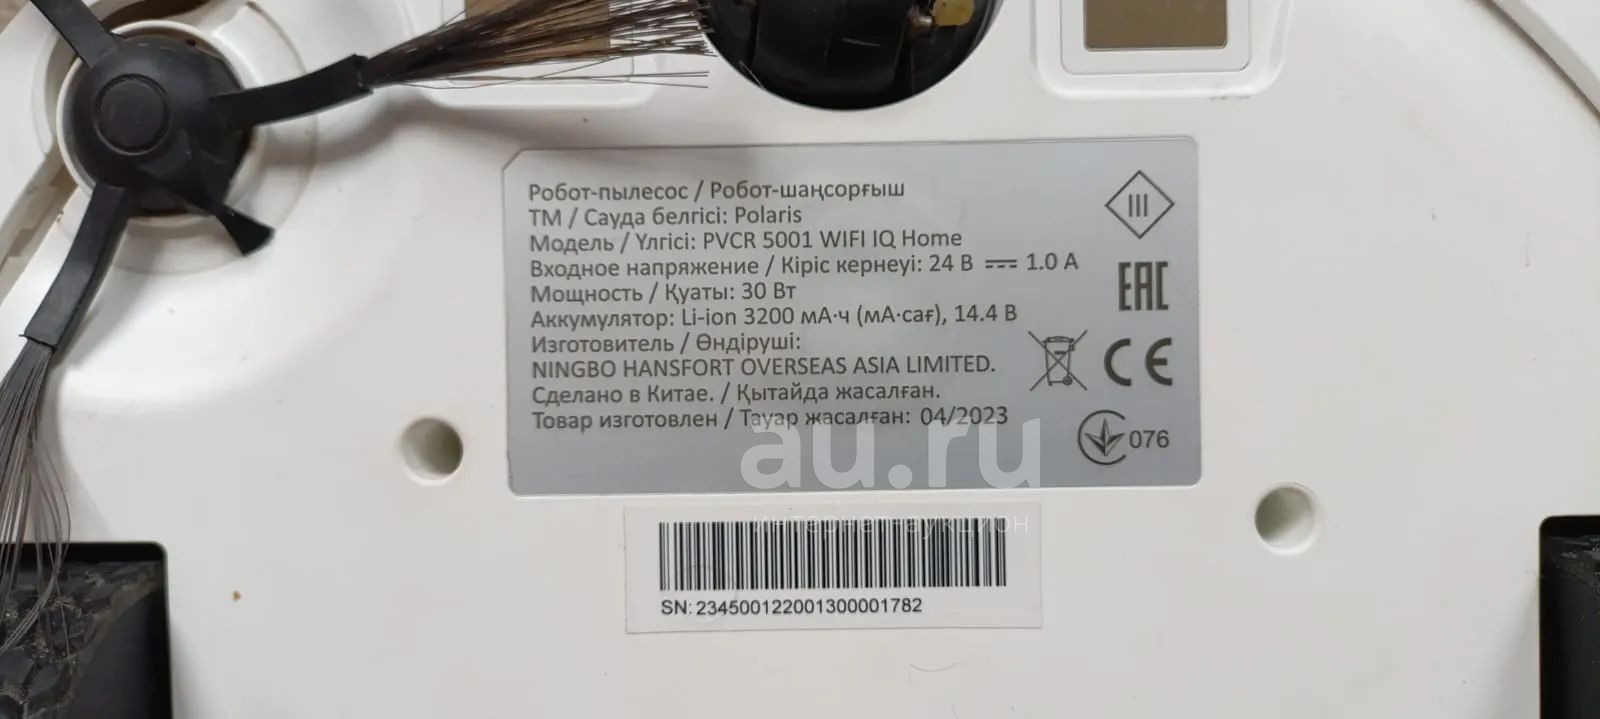 Робот-пылесос / Робот-шаңсорғыш
ТМ / Сауда белгісі: Polaris
Модель / Үлгісі: PVCR 5001 WIFI IQ Home
Входное напряжение / Кіріс кернеуі: 24 В ⎓ 1.0 А
Мощность / Қуаты: 30 Вт
Аккумулятор: Li-ion 3200 мА·ч (мА·сағ), 14.4 В
Изготовитель / Өндіруші:
NINGBO HANSFORT OVERSEAS ASIA LIMITED.
Сделано в Китае. / Қытайда жасалған.
Товар изготовлен / Тауар жасалған: 04/2023
III
EAC
CE
076
au.ru
интернет-аукцион
SN: 234500122001300001782